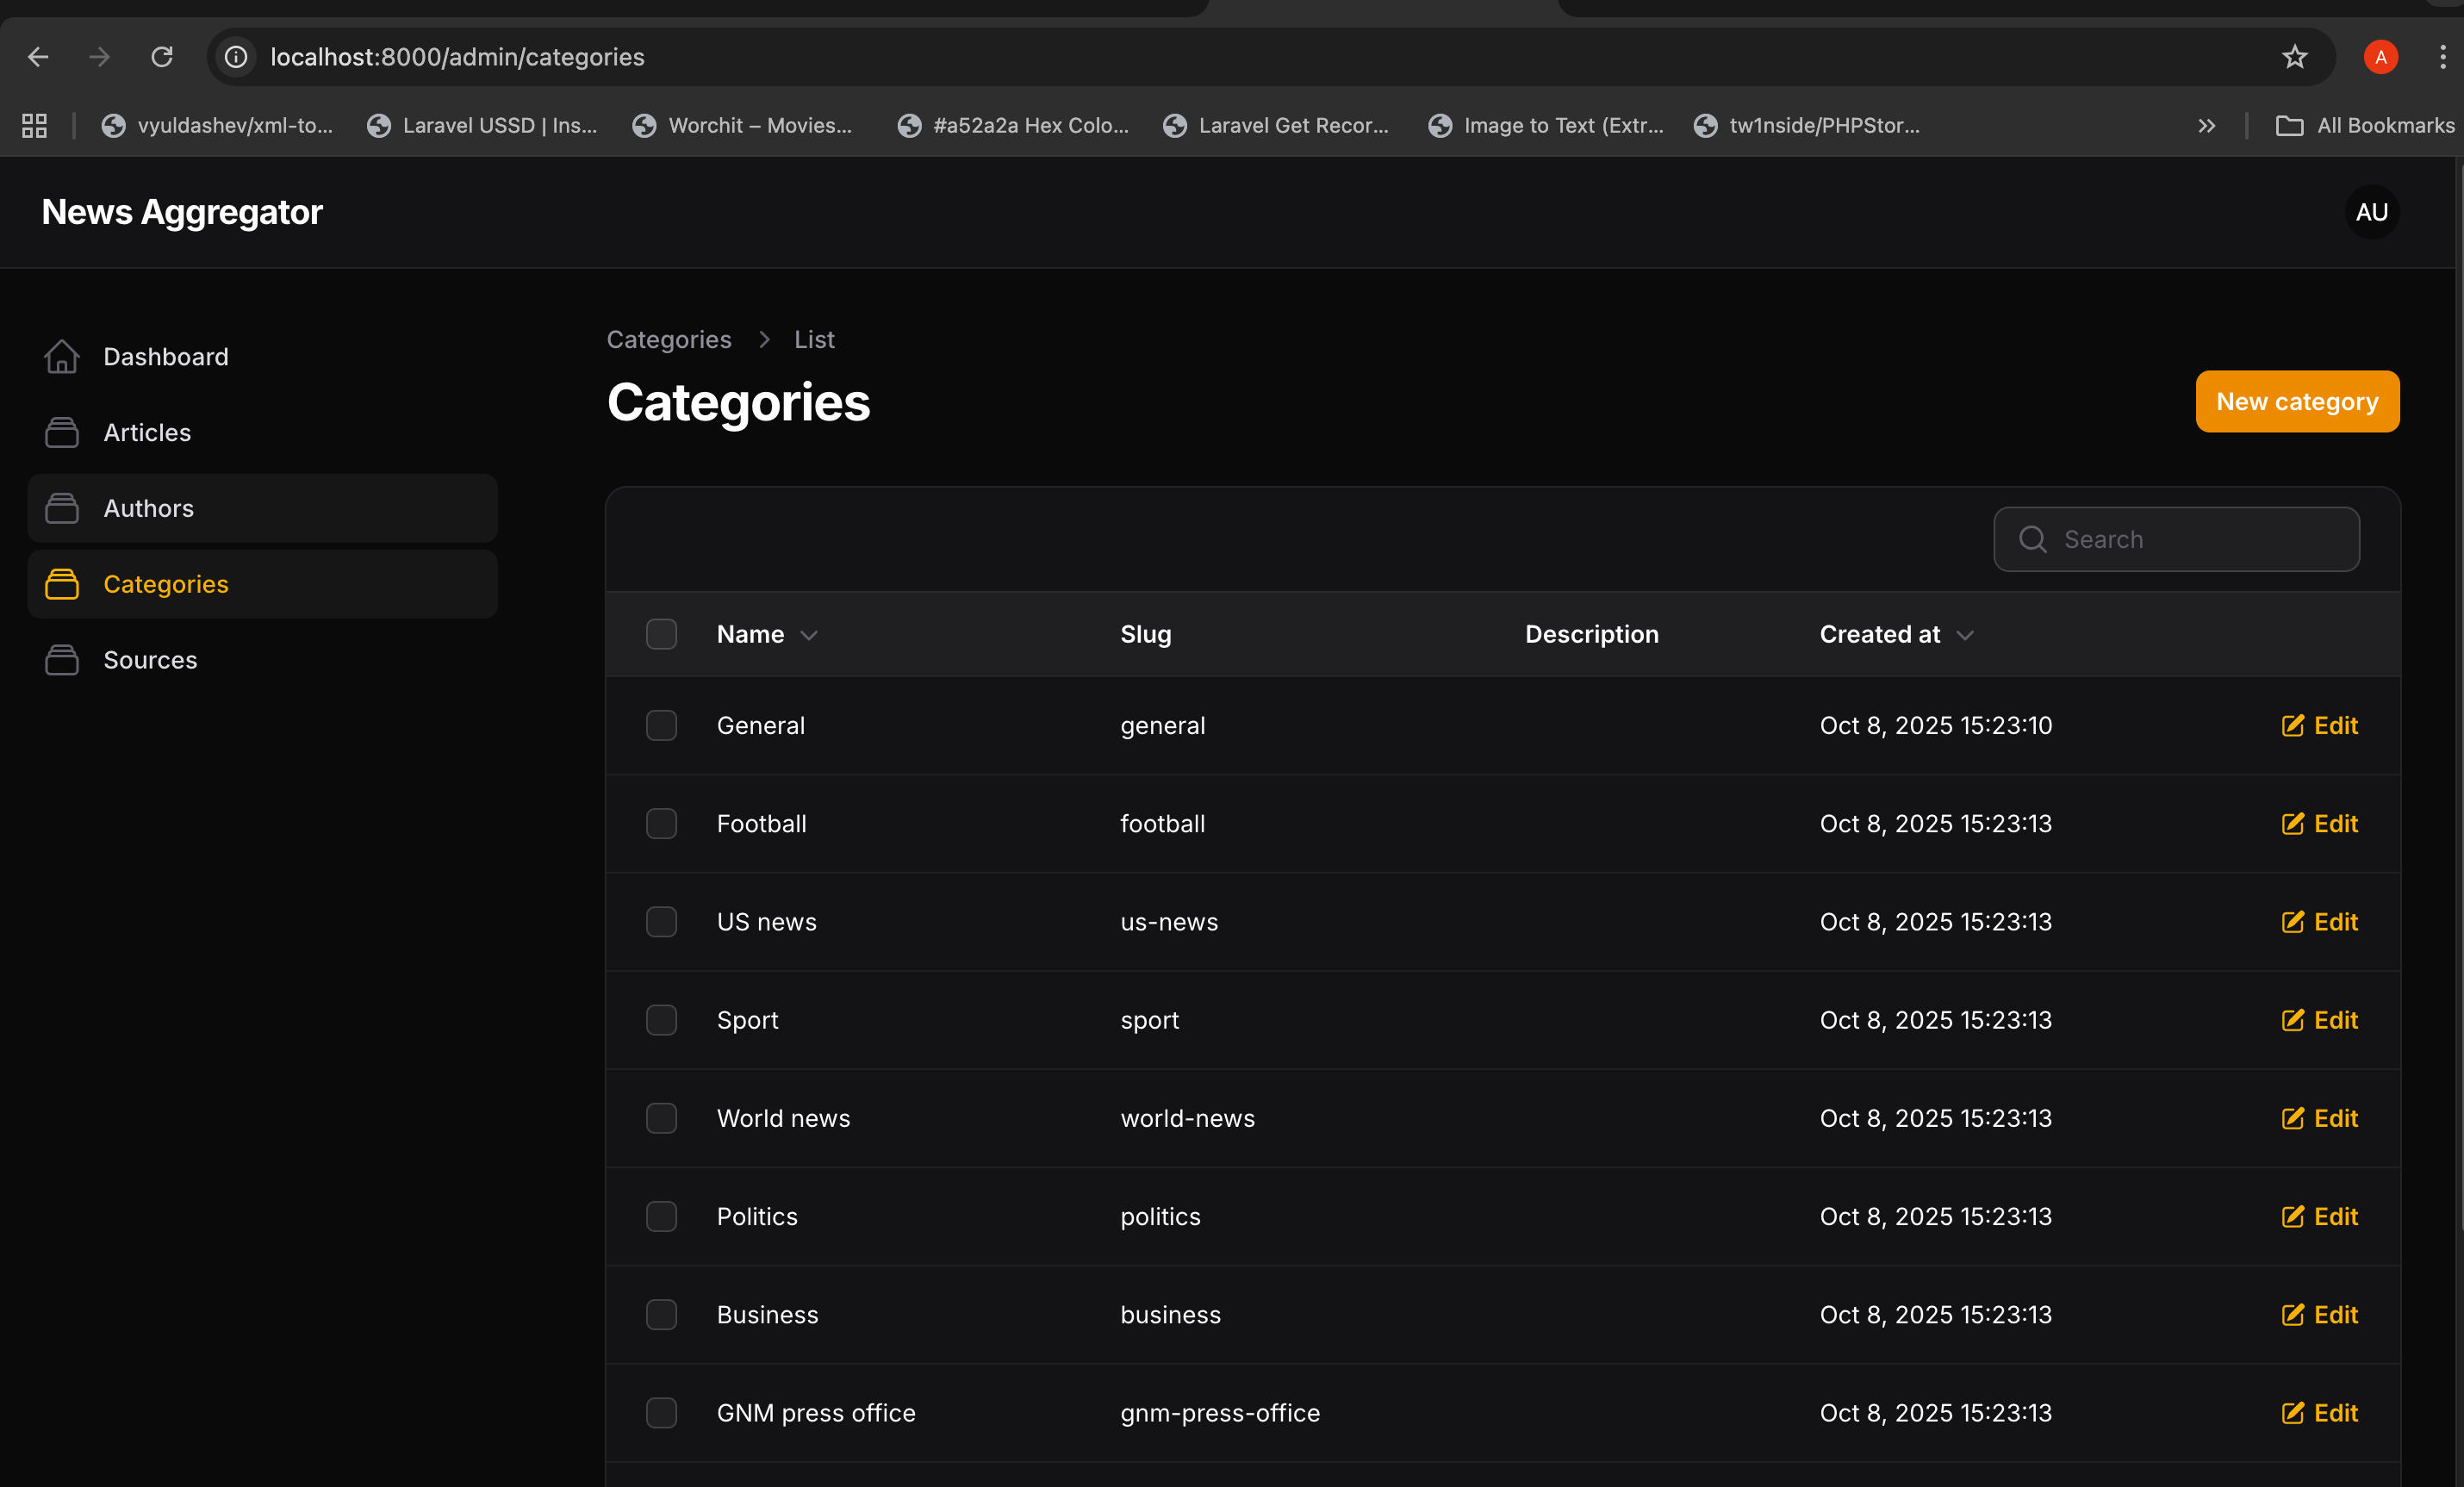 localhost:8000/admin/categories
A
vyuldashev/xml-to... Laravel USSD | Ins... Worchit – Movies... #a52a2a Hex Colo... Laravel Get Recor... Image to Text (Extr... tw1nside/PHPStor... All Bookmarks
News Aggregator
AU
Dashboard
Articles
Authors
Categories
Sources
Categories List
Categories
New category
Search
Name Slug Description Created at
General general Oct 8, 2025 15:23:10 Edit
Football football Oct 8, 2025 15:23:13 Edit
US news us-news Oct 8, 2025 15:23:13 Edit
Sport sport Oct 8, 2025 15:23:13 Edit
World news world-news Oct 8, 2025 15:23:13 Edit
Politics politics Oct 8, 2025 15:23:13 Edit
Business business Oct 8, 2025 15:23:13 Edit
GNM press office gnm-press-office Oct 8, 2025 15:23:13 Edit